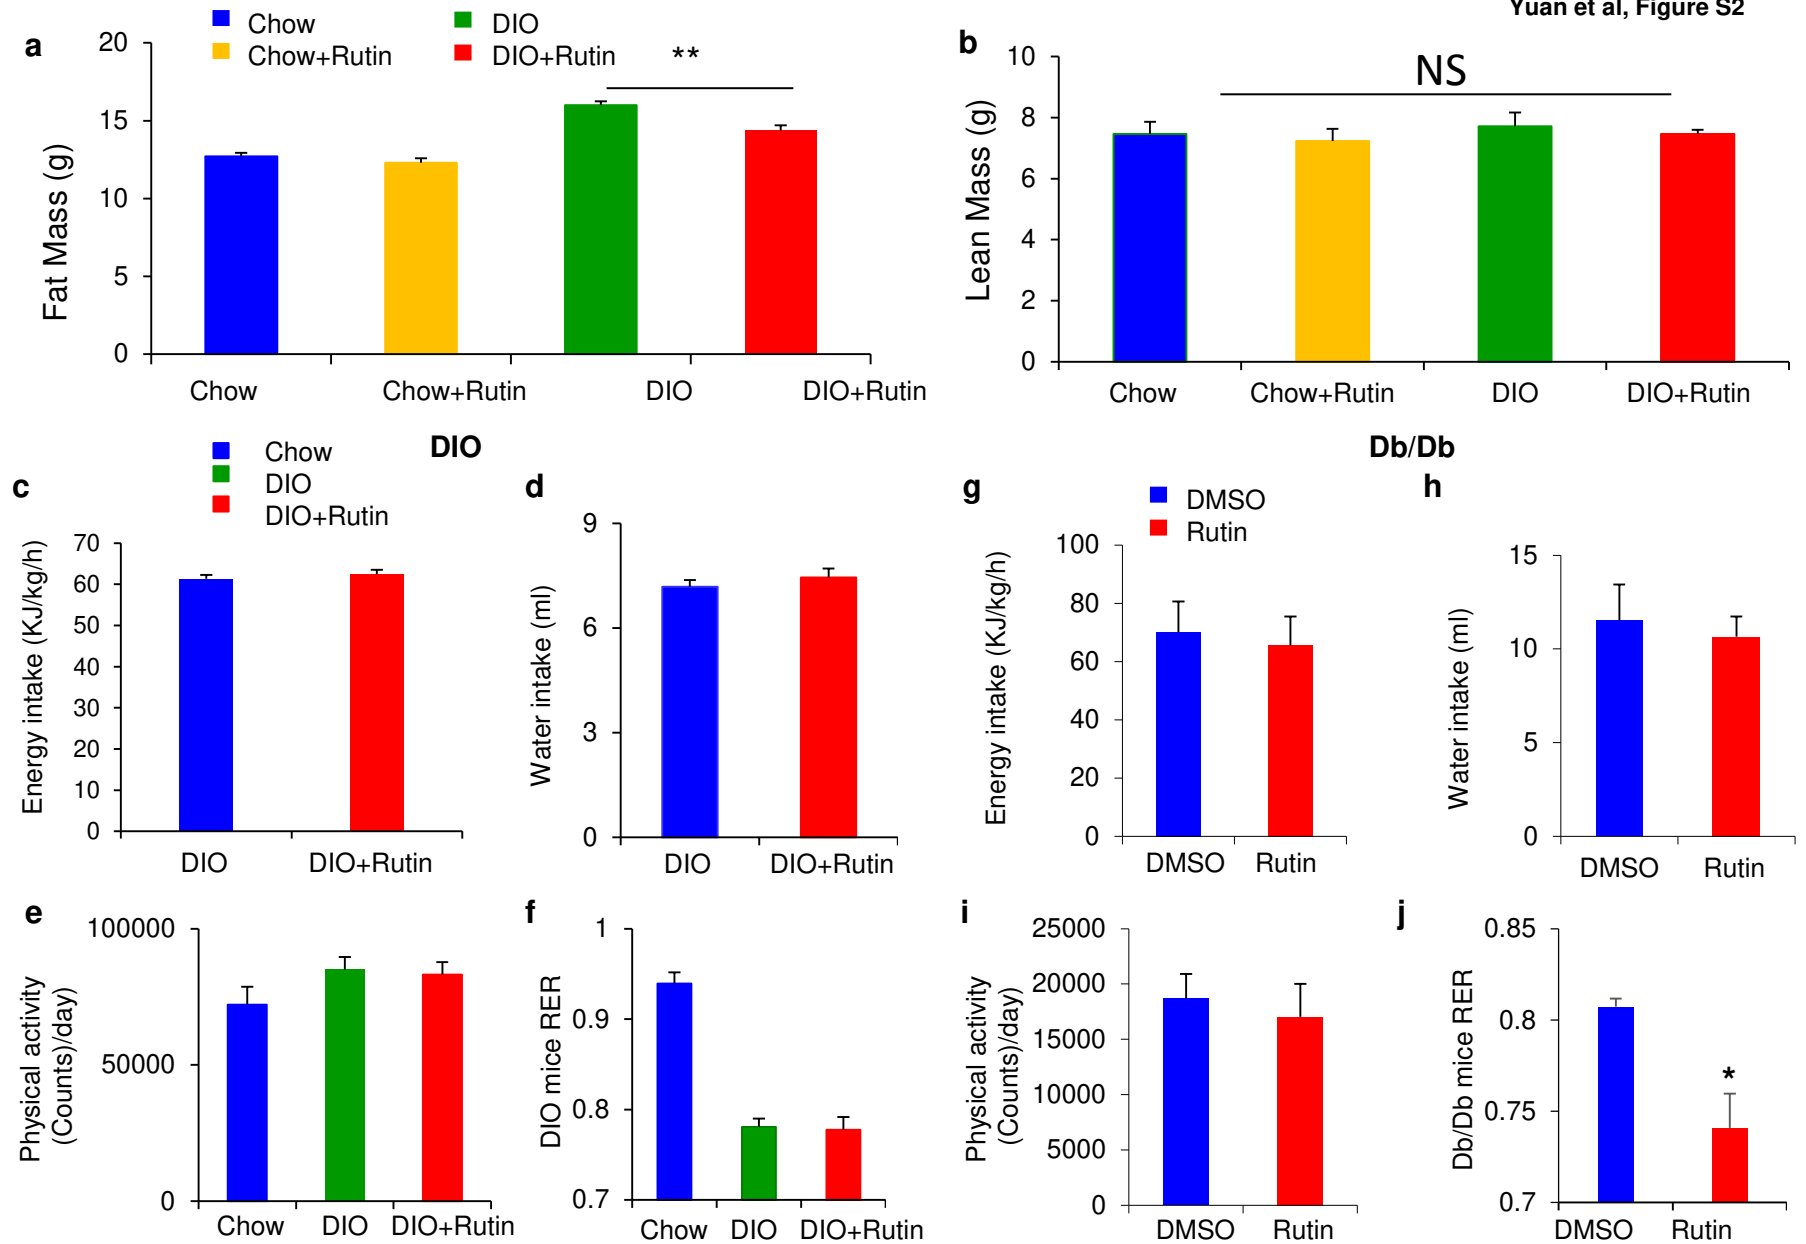 Yuan et al, Figure S2
a
Chow
Chow+Rutin
DIO
DIO+Rutin
**
Fat Mass (g)
20
15
10
5
0
Chow Chow+Rutin DIO DIO+Rutin
b
NS
Lean Mass (g)
10
8
6
4
2
0
Chow Chow+Rutin DIO DIO+Rutin
DIO
Chow
DIO
DIO+Rutin
c
Energy intake (KJ/kg/h)
70
60
50
40
30
20
10
0
DIO DIO+Rutin
d
Water intake (ml)
9
6
3
0
DIO DIO+Rutin
e
Physical activity
(Counts)/day)
100000
50000
0
Chow DIO DIO+Rutin
f
DIO mice RER
1
0.9
0.8
0.7
Chow DIO DIO+Rutin
Db/Db
g
DMSO
Rutin
Energy intake (KJ/kg/h)
100
80
60
40
20
0
DMSO Rutin
h
Water intake (ml)
15
10
5
0
DMSO Rutin
i
Physical activity
(Counts)/day)
25000
20000
15000
10000
5000
0
DMSO Rutin
j
Db/Db mice RER
0.85
0.8
0.75
0.7
*
DMSO Rutin